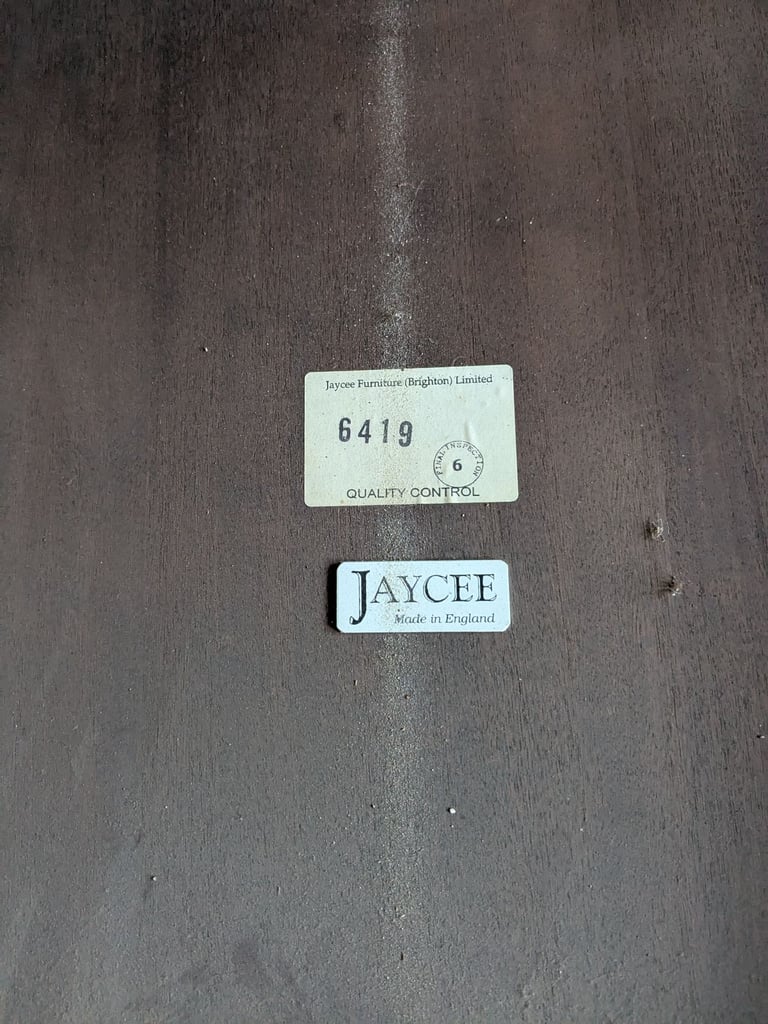 Jaycee Furniture (Brighton) Limited
6419
FINAL INSPECTION
6
QUALITY CONTROL
JAYCEE
Made in England